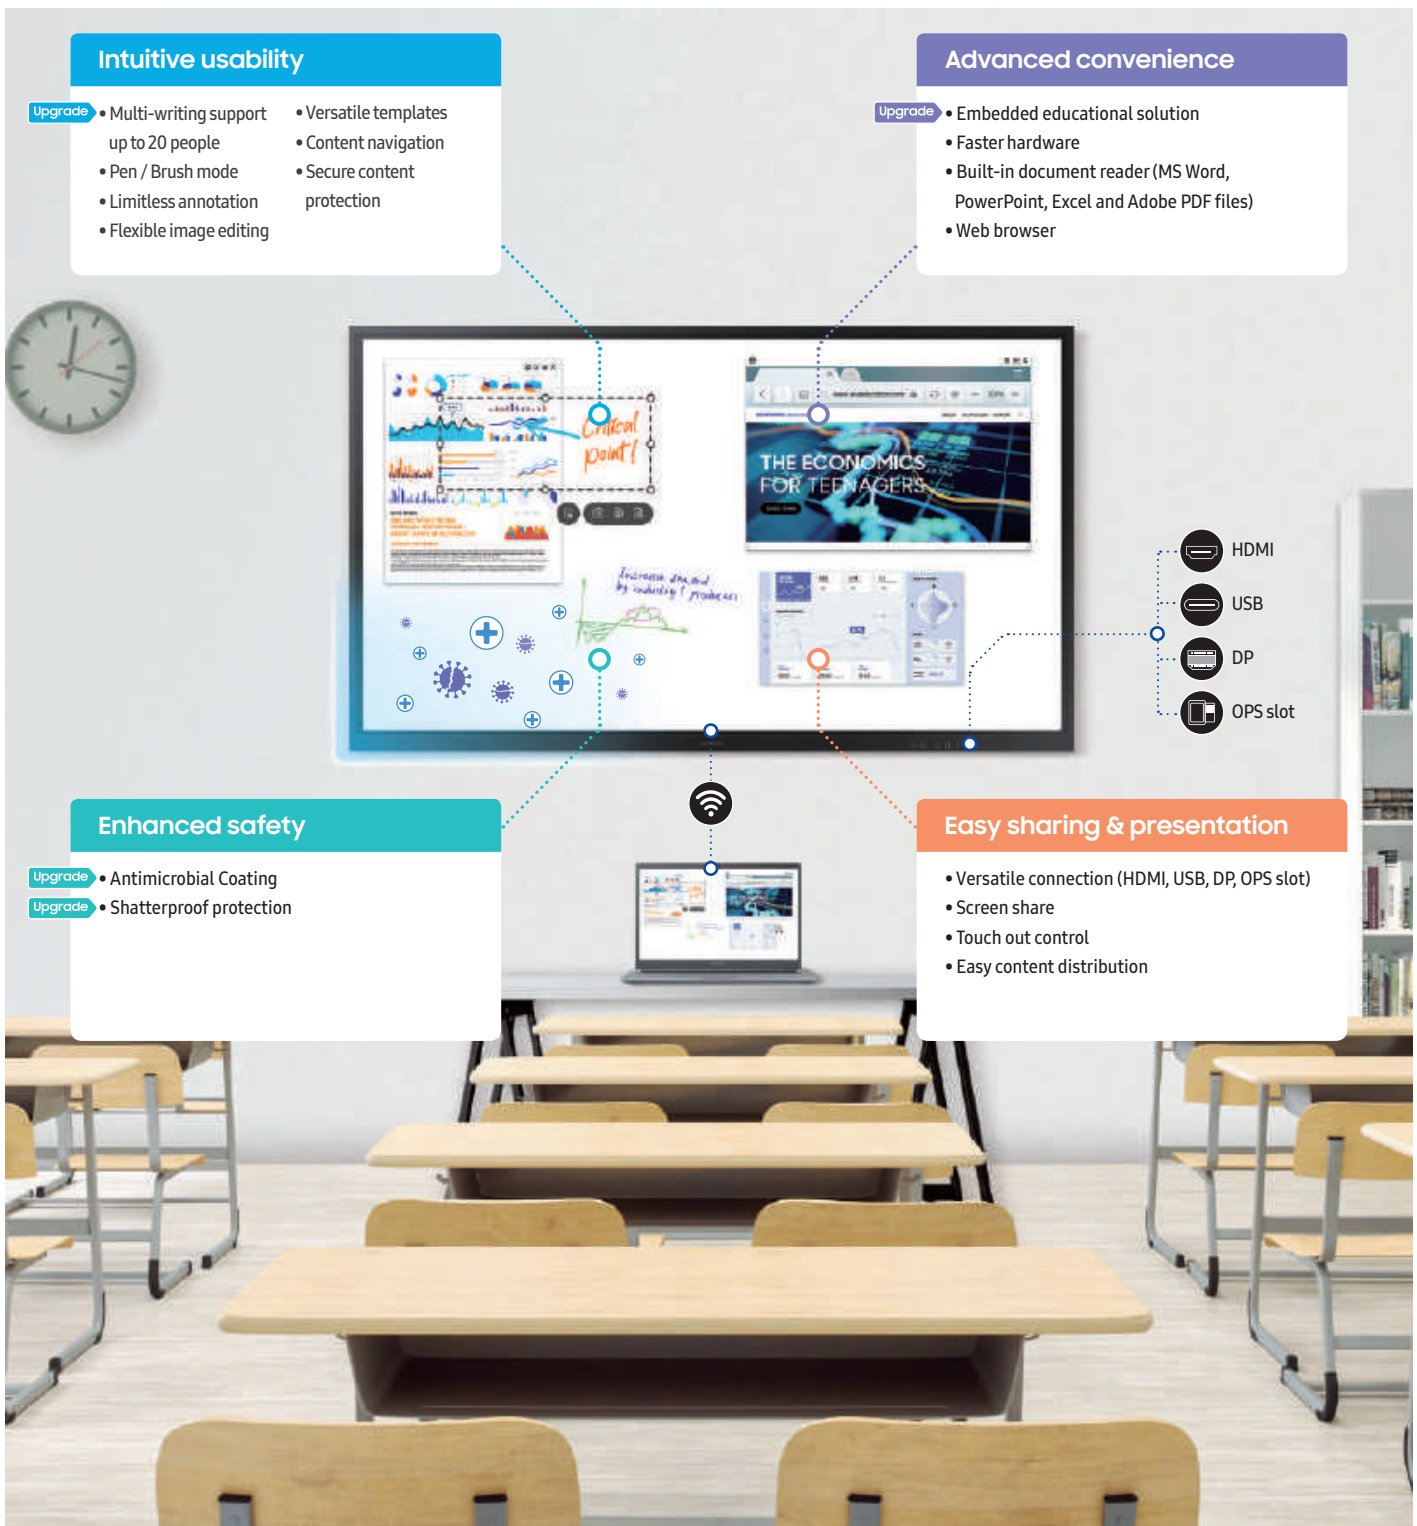 Intuitive usability
Upgrade
• Multi-writing support
up to 20 people
• Pen / Brush mode
• Limitless annotation
• Flexible image editing
• Versatile templates
• Content navigation
• Secure content
protection
Advanced convenience
Upgrade
• Embedded educational solution
• Faster hardware
• Built-in document reader (MS Word,
PowerPoint, Excel and Adobe PDF files)
• Web browser
Critical
point!
THE ECONOMICS
FOR TEENAGERS
HDMI
USB
DP
OPS slot
Enhanced safety
Upgrade
• Antimicrobial Coating
Upgrade
• Shatterproof protection
Easy sharing & presentation
• Versatile connection (HDMI, USB, DP, OPS slot)
• Screen share
• Touch out control
• Easy content distribution